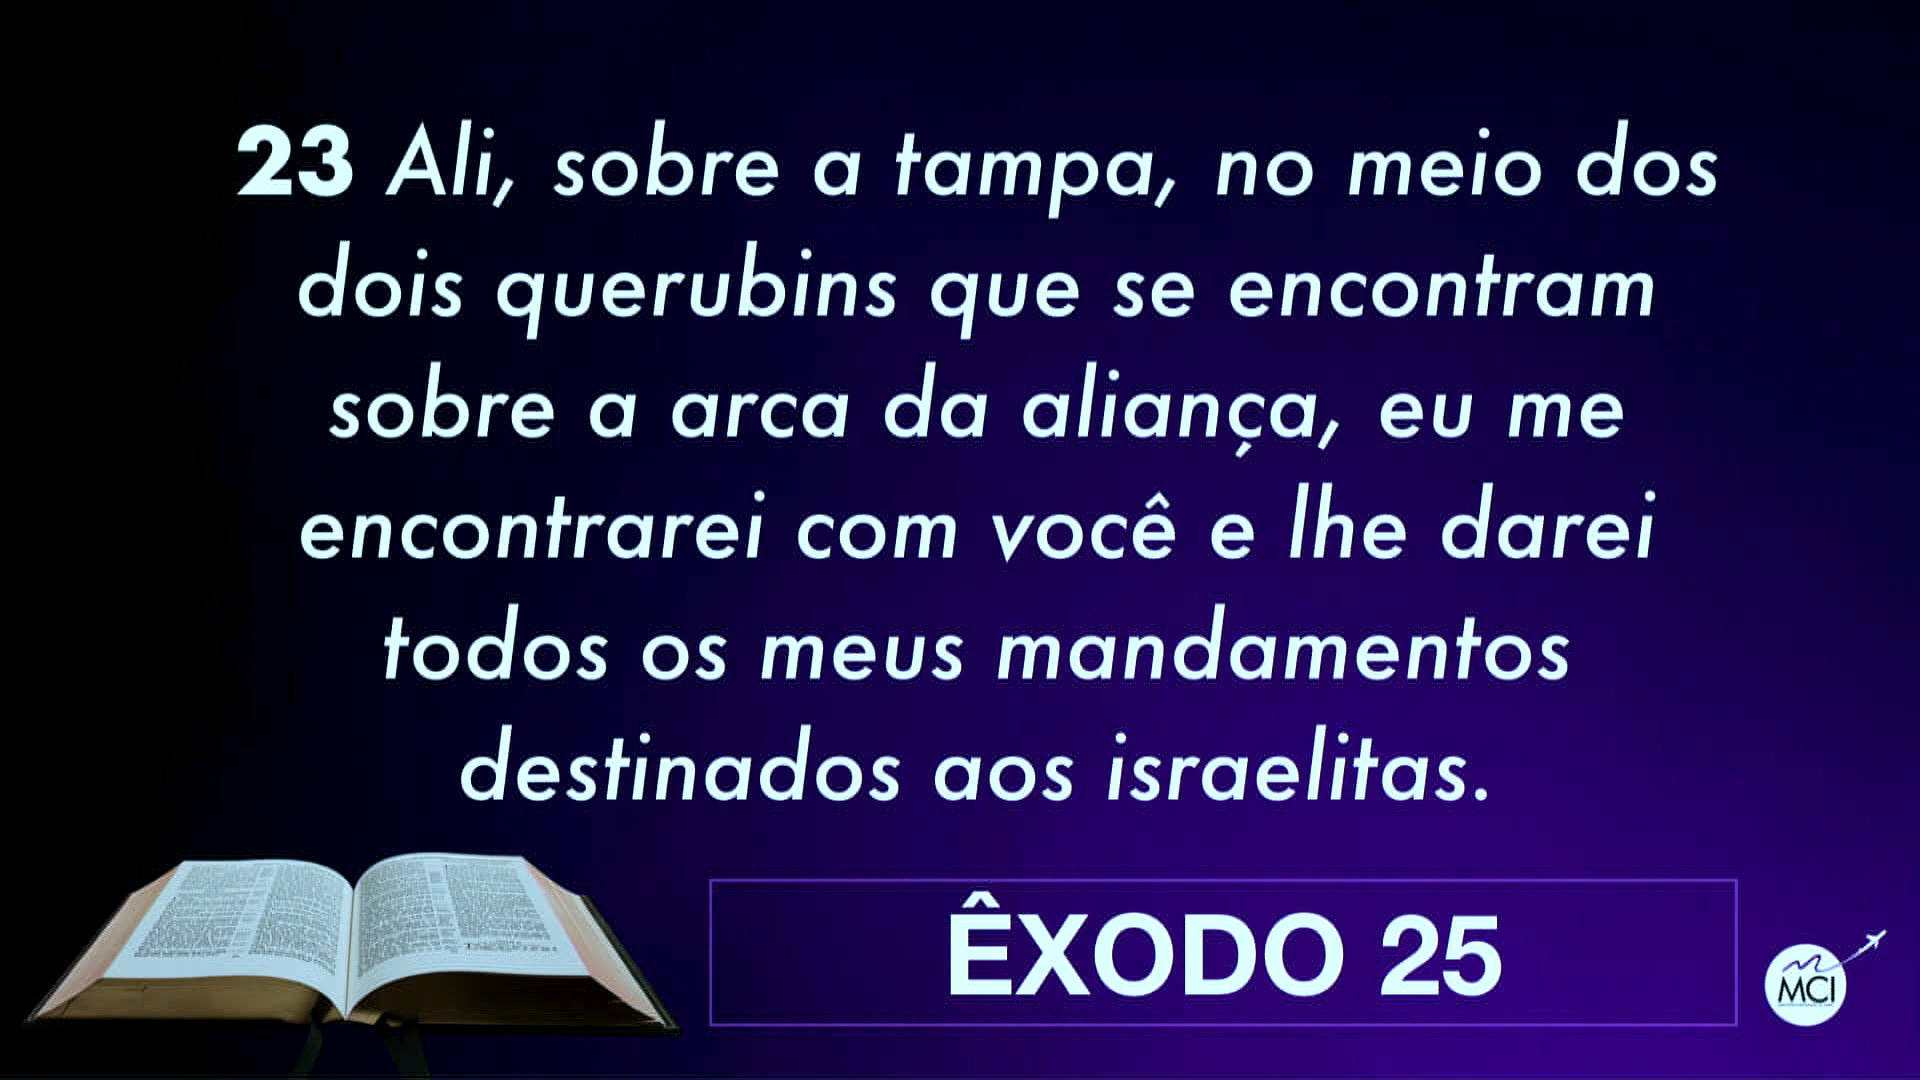 23 Ali, sobre a tampa, no meio dos
dois querubins que se encontram
sobre a arca da aliança, eu me
encontrarei com você e lhe darei
todos os meus mandamentos
destinados aos israelitas.
ÊXODO 25
MCI